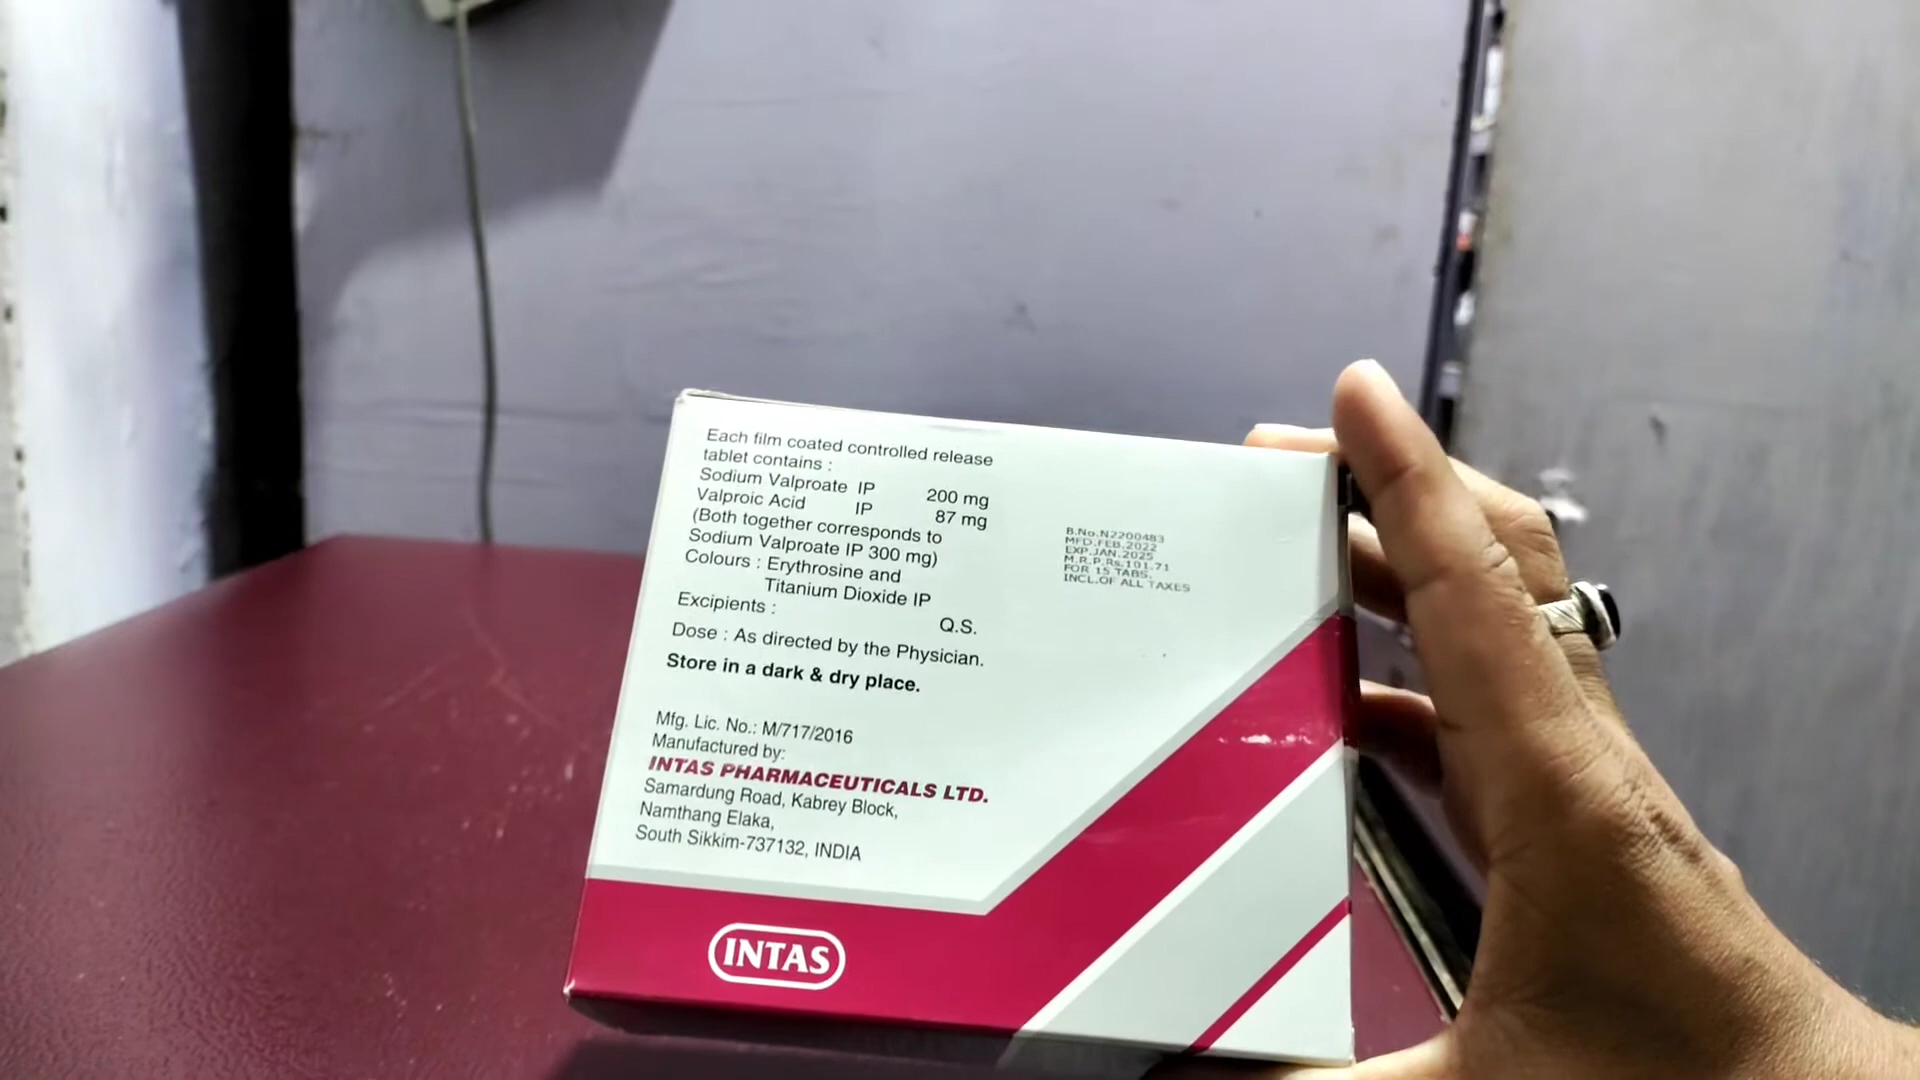 Each film coated controlled release
tablet contains :
Sodium Valproate IP 200 mg
Valproic Acid IP 87 mg
(Both together corresponds to
Sodium Valproate IP 300 mg)
Colours : Erythrosine and
Titanium Dioxide IP
Excipients : Q.S.
Dose : As directed by the Physician.
Store in a dark & dry place.
Mfg. Lic. No.: M/717/2016
Manufactured by:
INTAS PHARMACEUTICALS LTD.
Samardung Road, Kabrey Block,
Namthang Elaka,
South Sikkim-737132, INDIA
B.No.N2200483
MFD.FEB.2022
EXP.JAN.2025
M.R.P.Rs.101.71
FOR 15 TABS.
INCL.OF ALL TAXES
INTAS